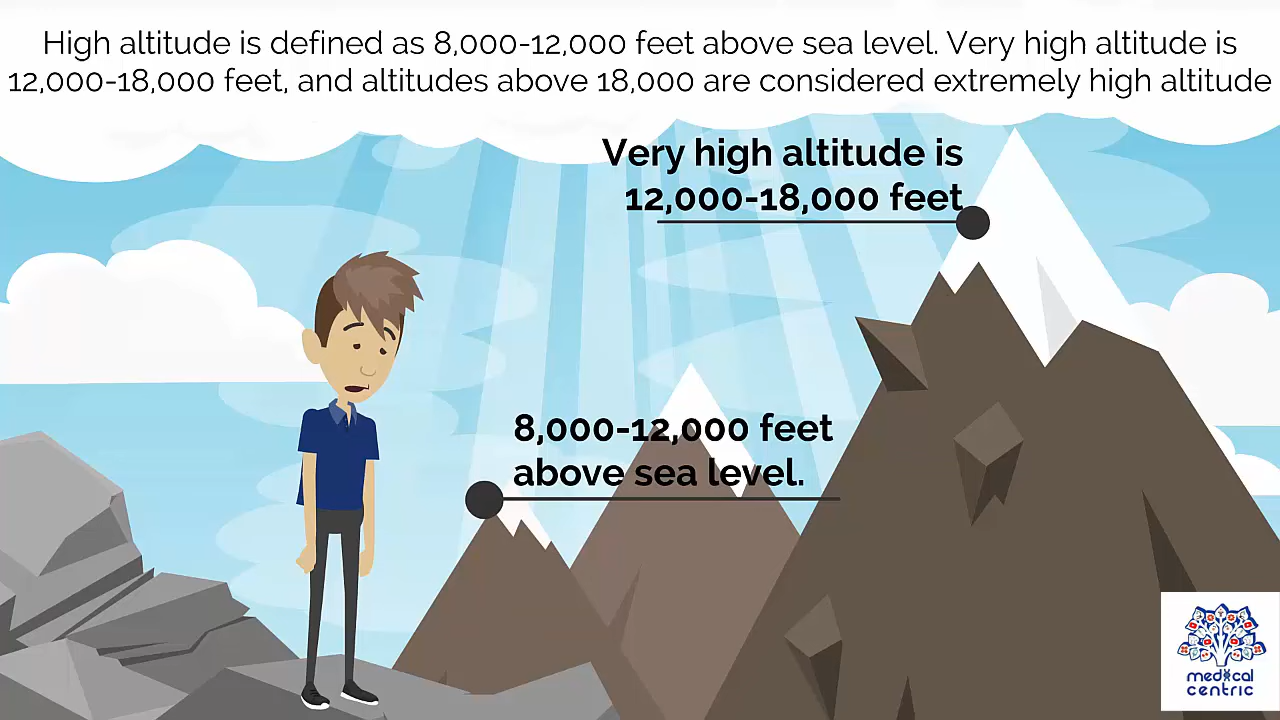 High altitude is defined as 8,000-12,000 feet above sea level. Very high altitude is
12,000-18,000 feet, and altitudes above 18,000 are considered extremely high altitude
Very high altitude is
12,000-18,000 feet
8,000-12,000 feet
above sea level.
medical
centric